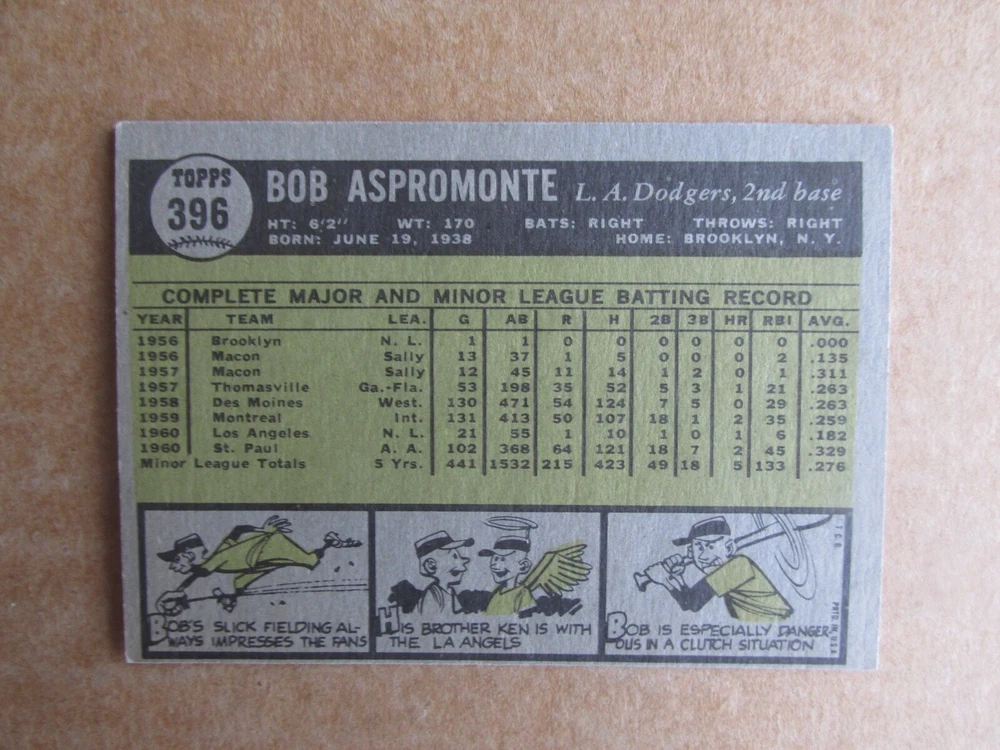 TOPPS
396
BOB ASPROMONTE L. A. Dodgers, 2nd base
HT: 6'2" WT: 170 BATS: RIGHT THROWS: RIGHT
BORN: JUNE 19, 1938 HOME: BROOKLYN, N. Y.
COMPLETE MAJOR AND MINOR LEAGUE BATTING RECORD
YEAR TEAM LEA. G AB R H 2B 3B HR RBI AVG.
1956 Brooklyn N. L. 1 1 0 0 0 0 0 0 .000
1956 Macon Sally 13 37 1 5 0 0 0 2 .135
1957 Macon Sally 12 45 11 14 1 2 0 1 .311
1957 Thomasville Ga.-Fla. 53 198 35 52 5 3 1 21 .263
1958 Des Moines West. 130 471 54 124 7 5 0 29 .263
1959 Montreal Int. 131 413 50 107 18 1 2 35 .259
1960 Los Angeles N. L. 21 55 1 10 1 0 1 6 .182
1960 St. Paul A. A. 102 368 64 121 18 7 2 45 .329
Minor League Totals 5 Yrs. 441 1532 215 423 49 18 5 133 .276
BOB'S SLICK FIELDING AL-
WAYS IMPRESSES THE FANS
HIS BROTHER KEN IS WITH
THE LA ANGELS
BOB IS ESPECIALLY DANGER-
OUS IN A CLUTCH SITUATION
T.C.G.
PRTD. IN U.S.A.